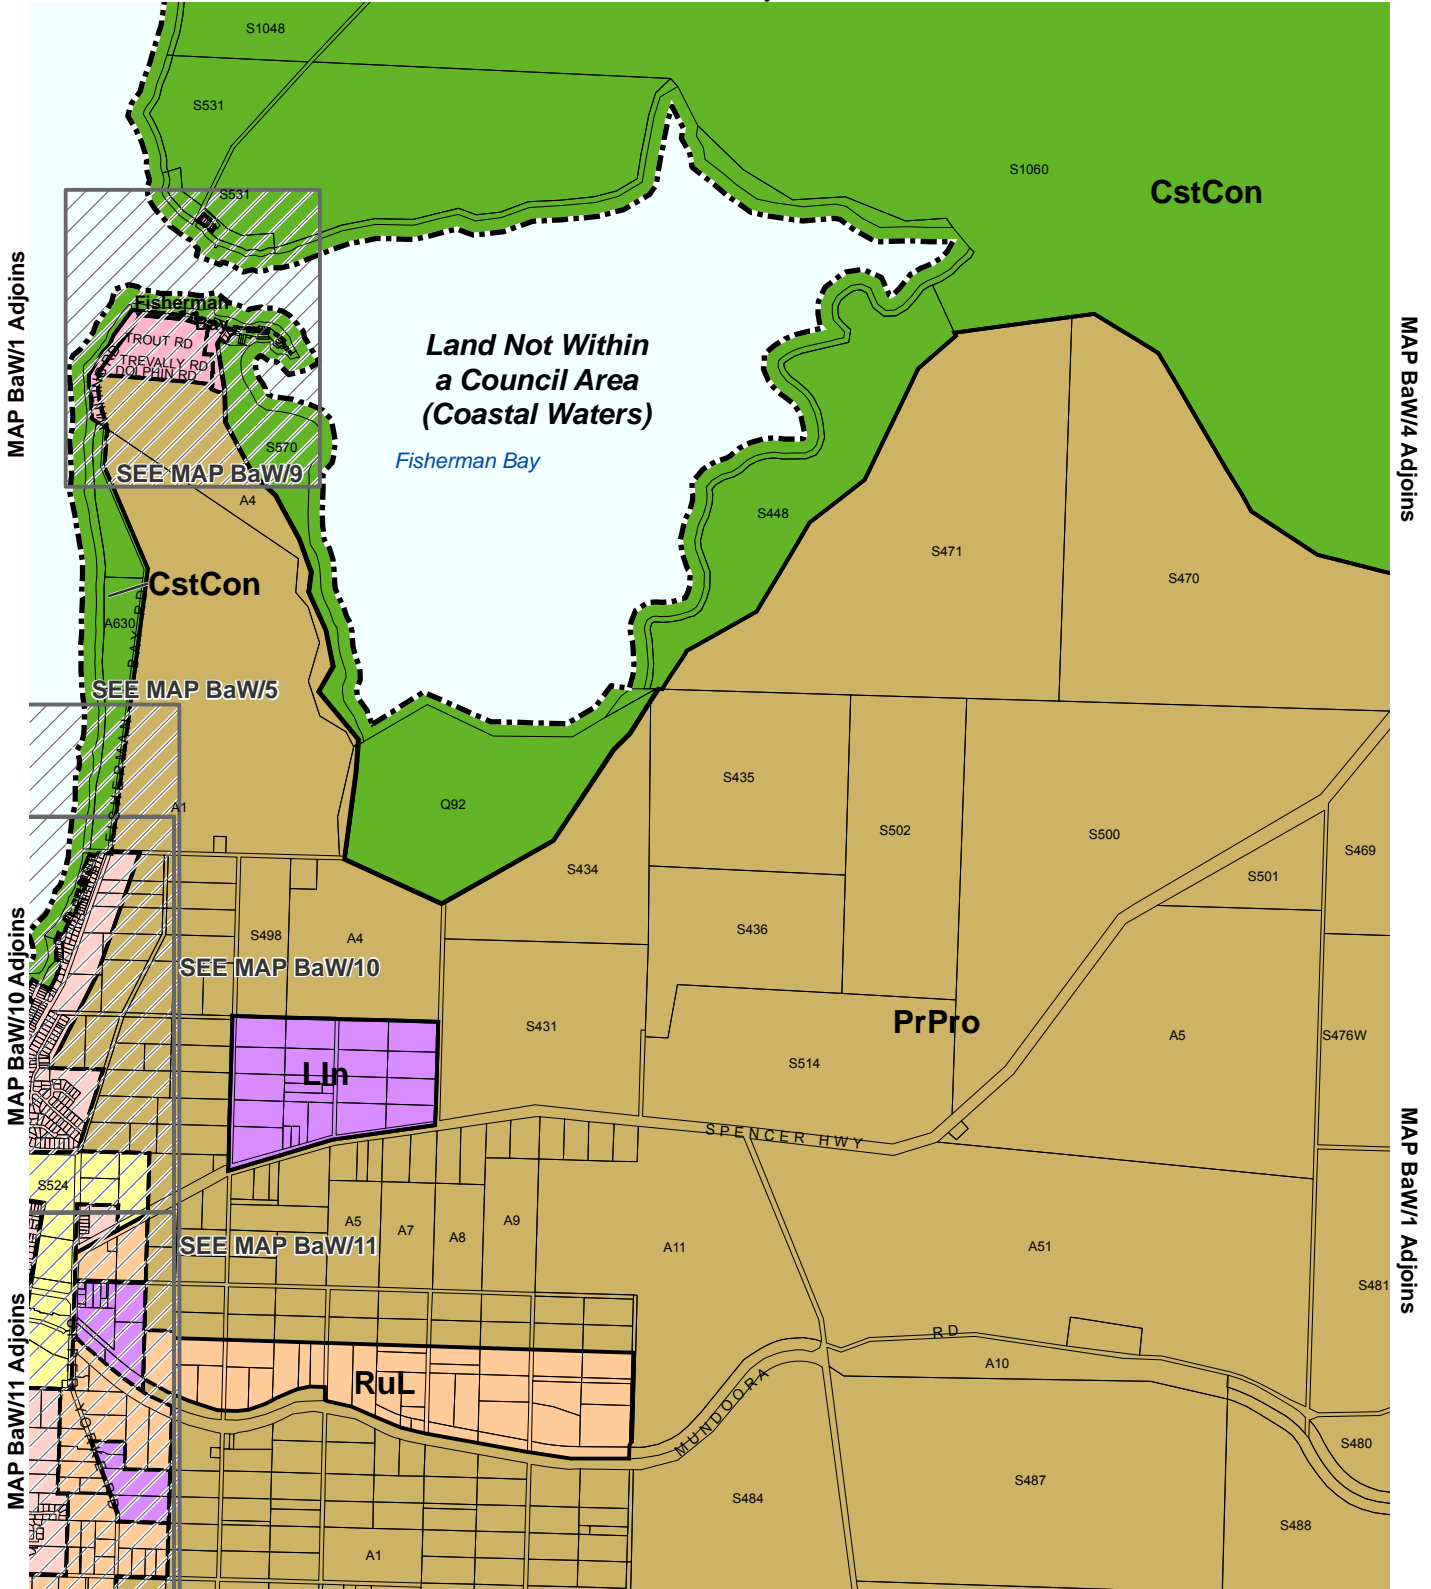 S1048
S531
S1060
CstCon
S531
MAP BaW/1 Adjoins
Fisherman
TROUT RD
TREVALLY RD
DOLPHIN RD
Land Not Within
a Council Area
(Coastal Waters)
Fisherman Bay
MAP BaW/4 Adjoins
S570
SEE MAP BaW/9
A4
S448
S471
S470
CstCon
A630
FISHERMAN BAY RD
SEE MAP BaW/5
A1
Q92
S435
S502
S500
S469
S434
S501
S436
S498
A4
SEE MAP BaW/10
MAP BaW/10 Adjoins
S431
PrPro
S514
A5
S476W
LIn
SPENCER HWY
MAP BaW/1 Adjoins
S524
A5
A7
A8
A9
A11
A51
SEE MAP BaW/11
S481
MAP BaW/11 Adjoins
RD
A10
RuL
MUNDOORA
S480
S487
S484
S488
A1